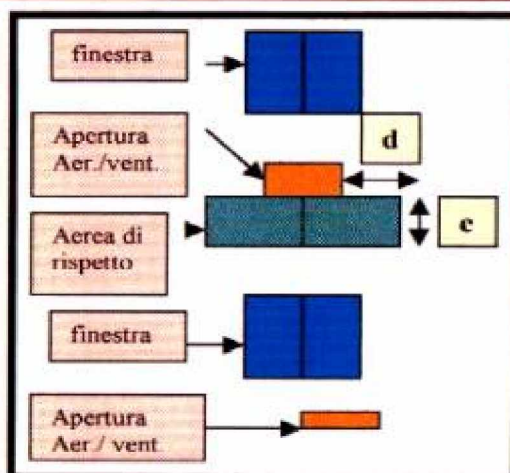 finestra
d
Apertura
Aer./vent.
Aerea di
rispetto
c
finestra
Apertura
Aer./ vent.